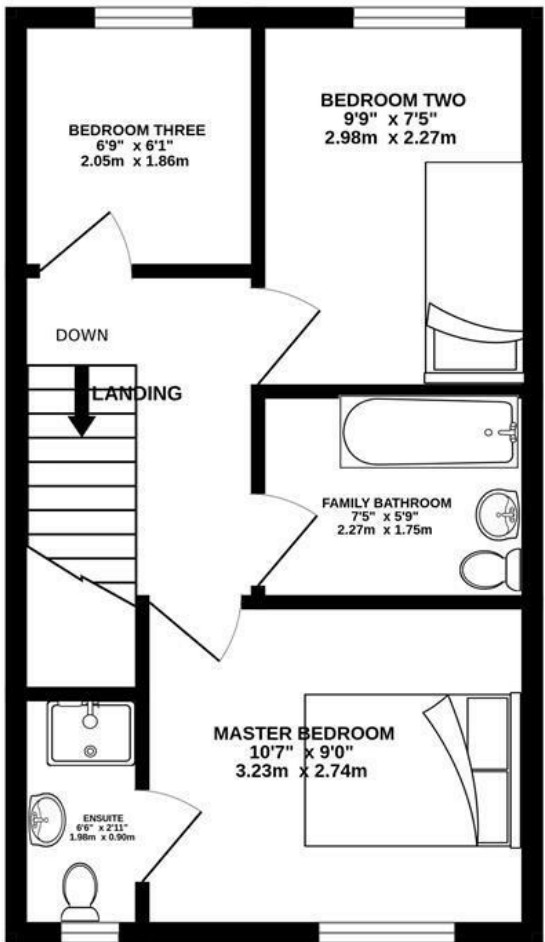 BEDROOM THREE
6'9" x 6'1"
2.05m x 1.86m
BEDROOM TWO
9'9" x 7'5"
2.98m x 2.27m
DOWN
LANDING
FAMILY BATHROOM
7'5" x 5'9"
2.27m x 1.75m
MASTER BEDROOM
10'7" x 9'0"
3.23m x 2.74m
ENSUITE
6'6" x 2'11"
1.98m x 0.90m